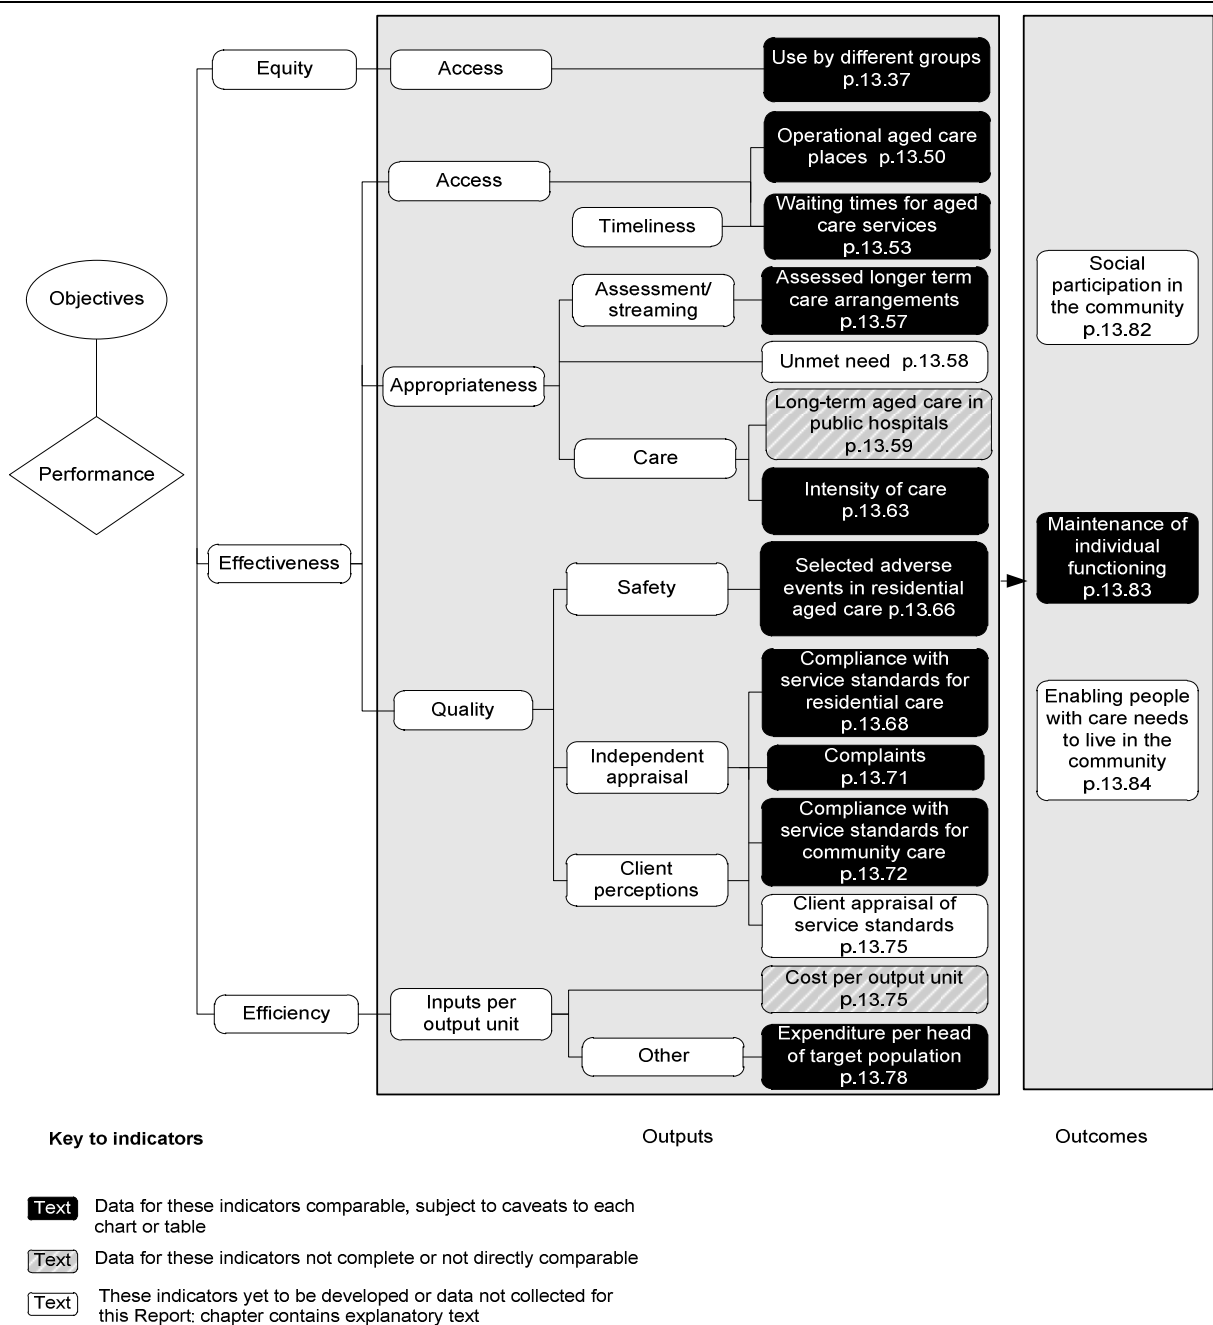 Equity
Access
Use by different groups
p.13.37
Operational aged care
places p.13.50
Access
Timeliness
Waiting times for aged
care services
p.13.53
Objectives
Performance
Assessment/
streaming
Assessed longer term
care arrangements
p.13.57
Unmet need p.13.58
Appropriateness
Long-term aged care in
public hospitals
p.13.59
Care
Intensity of care
p.13.63
Effectiveness
Safety
Selected adverse
events in residential
aged care p.13.66
Quality
Compliance with
service standards for
residential care
p.13.68
Independent
appraisal
Complaints
p.13.71
Compliance with
service standards for
community care
p.13.72
Client
perceptions
Client appraisal of
service standards
p.13.75
Efficiency
Inputs per
output unit
Cost per output unit
p.13.75
Other
Expenditure per head
of target population
p.13.78
Social
participation in
the community
p.13.82
Maintenance of
individual
functioning
p.13.83
Enabling people
with care needs
to live in the
community
p.13.84
Key to indicators
Outputs
Outcomes
Text
Data for these indicators comparable, subject to caveats to each
chart or table
Text
Data for these indicators not complete or not directly comparable
Text
These indicators yet to be developed or data not collected for
this Report; chapter contains explanatory text